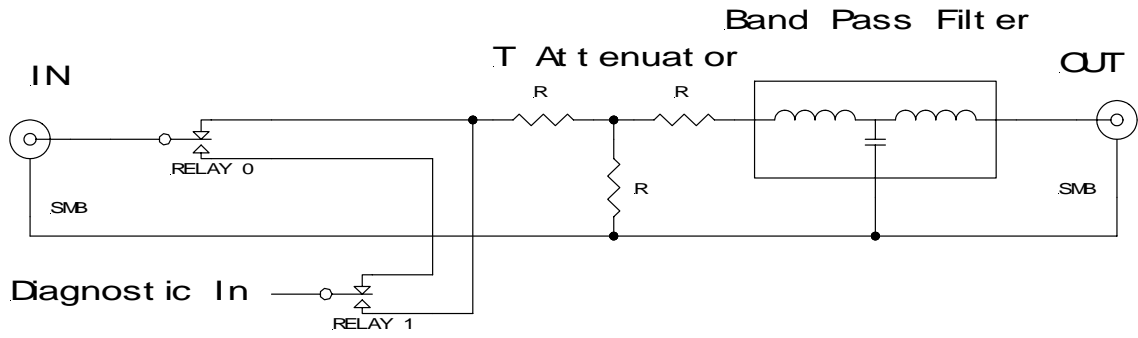 Band Pass Filter
T Attenuator
IN
OUT
R
R
RELAY 0
R
SMB
SMB
Diagnostic In
RELAY 1